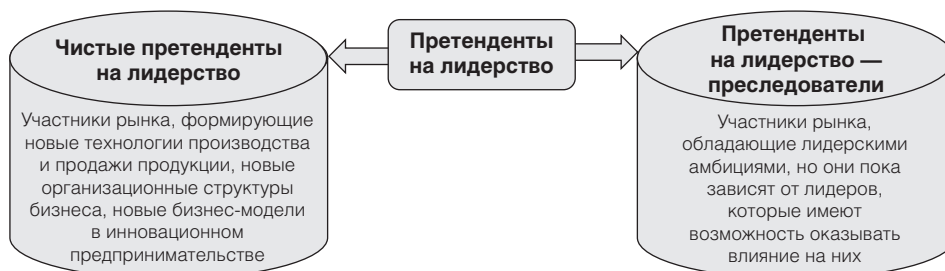 Чистые претенденты
на лидерство
Участники рынка, формирующие
новые технологии производства
и продажи продукции, новые
организационные структуры
бизнеса, новые бизнес-модели
в инновационном
предпринимательстве
Претенденты
на лидерство
Претенденты
на лидерство —
преследователи
Участники рынка,
обладающие лидерскими
амбициями, но они пока
зависят от лидеров,
которые имеют
возможность оказывать
влияние на них